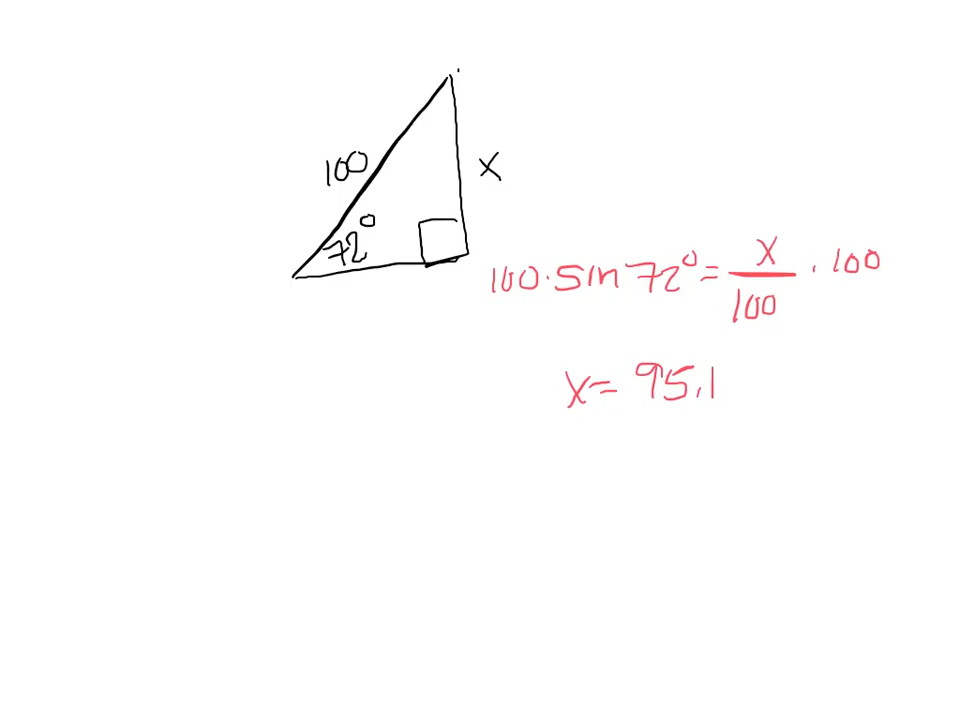 100
x
72°
100·sin 72° = x/100 · 100
x = 95.1